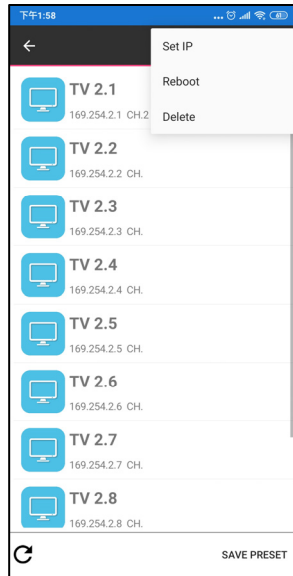 下午1:58
... 61
Set IP
Reboot
Delete
TV 2.1
169.254.2.1 CH.2
TV 2.2
169.254.2.2 CH.
TV 2.3
169.254.2.3 CH.
TV 2.4
169.254.2.4 CH.
TV 2.5
169.254.2.5 CH.
TV 2.6
169.254.2.6 CH.
TV 2.7
169.254.2.7 CH.
TV 2.8
169.254.2.8 CH.
SAVE PRESET